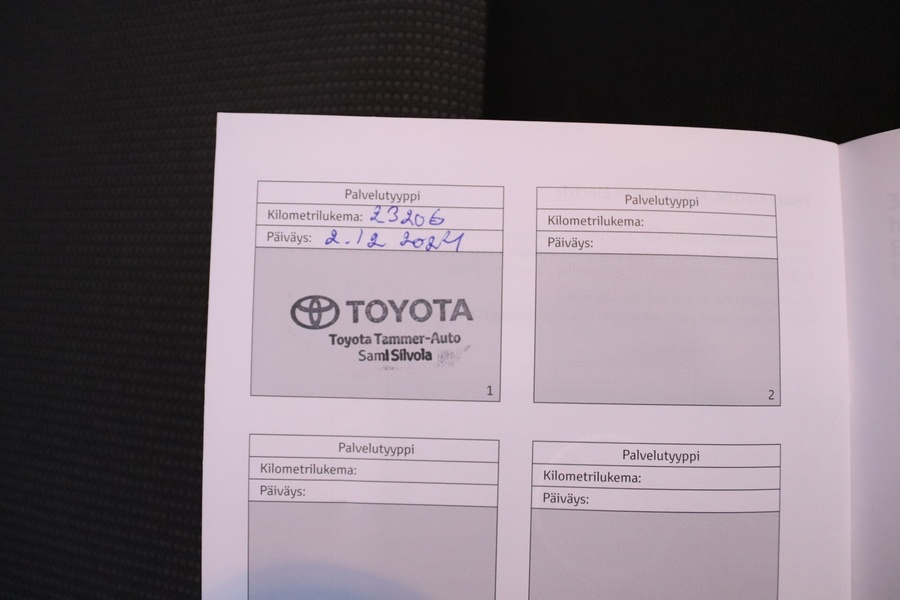 Palvelutyyppi
Kilometrilukema: 23206
Päiväys: 2.12 2024
TOYOTA
Toyota Tammer-Auto
Sami Silvola
1
Palvelutyyppi
Kilometrilukema:
Päiväys:
2
Palvelutyyppi
Kilometrilukema:
Päiväys:
Palvelutyyppi
Kilometrilukema:
Päiväys: